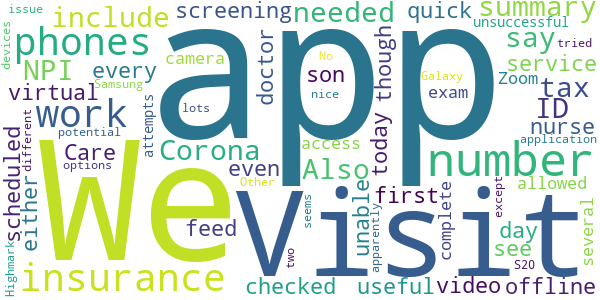 issue
include
screening
needed
quick
summary
phones
camera
app
say
unsuccessful
devices
tried
NPI
every
doctor
son
No
Zoom
service
Samsung
Galaxy
virtual
work
lots
nice
exam
though
ID
tax
scheduled
different
potential
attempts
Corona
access
today
number
nurse
application
Care
options
even
Also
We
Visit
either
feed
Other
unable
first
complete
except
allowed
Highmark
insurance
seems
two
apparently
see
day
several
S20
checked
useful
video
offline